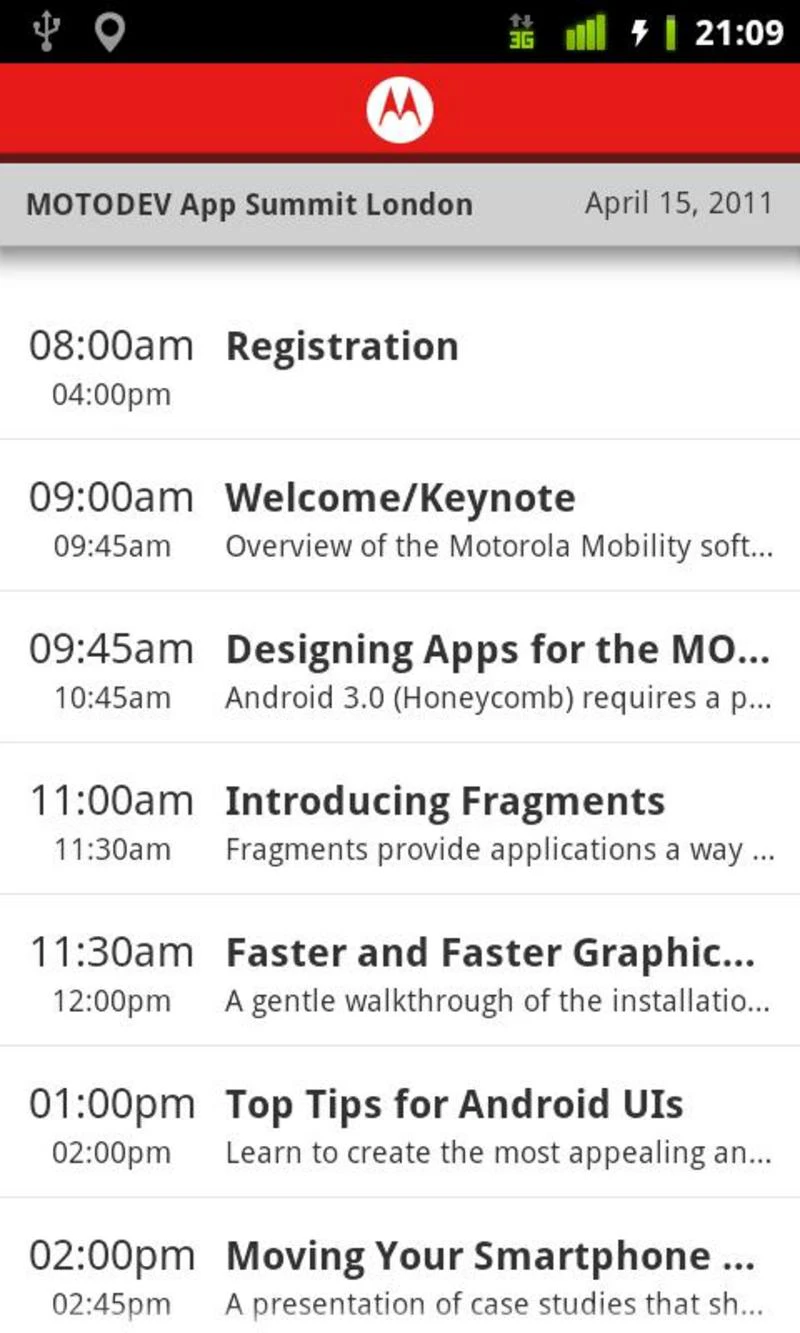 3G 21:09
MOTODEV App Summit London April 15, 2011
08:00am Registration
04:00pm
09:00am Welcome/Keynote
09:45am Overview of the Motorola Mobility soft...
09:45am Designing Apps for the MO...
10:45am Android 3.0 (Honeycomb) requires a p...
11:00am Introducing Fragments
11:30am Fragments provide applications a way ...
11:30am Faster and Faster Graphic...
12:00pm A gentle walkthrough of the installatio...
01:00pm Top Tips for Android UIs
02:00pm Learn to create the most appealing an...
02:00pm Moving Your Smartphone ...
02:45pm A presentation of case studies that sh...